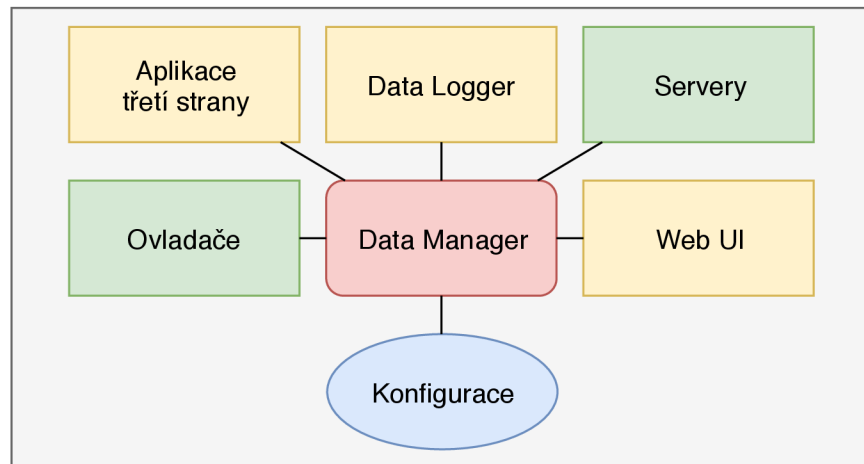 Aplikace
třetí strany
Data Logger
Servery
Ovladače
Data Manager
Web UI
Konfigurace